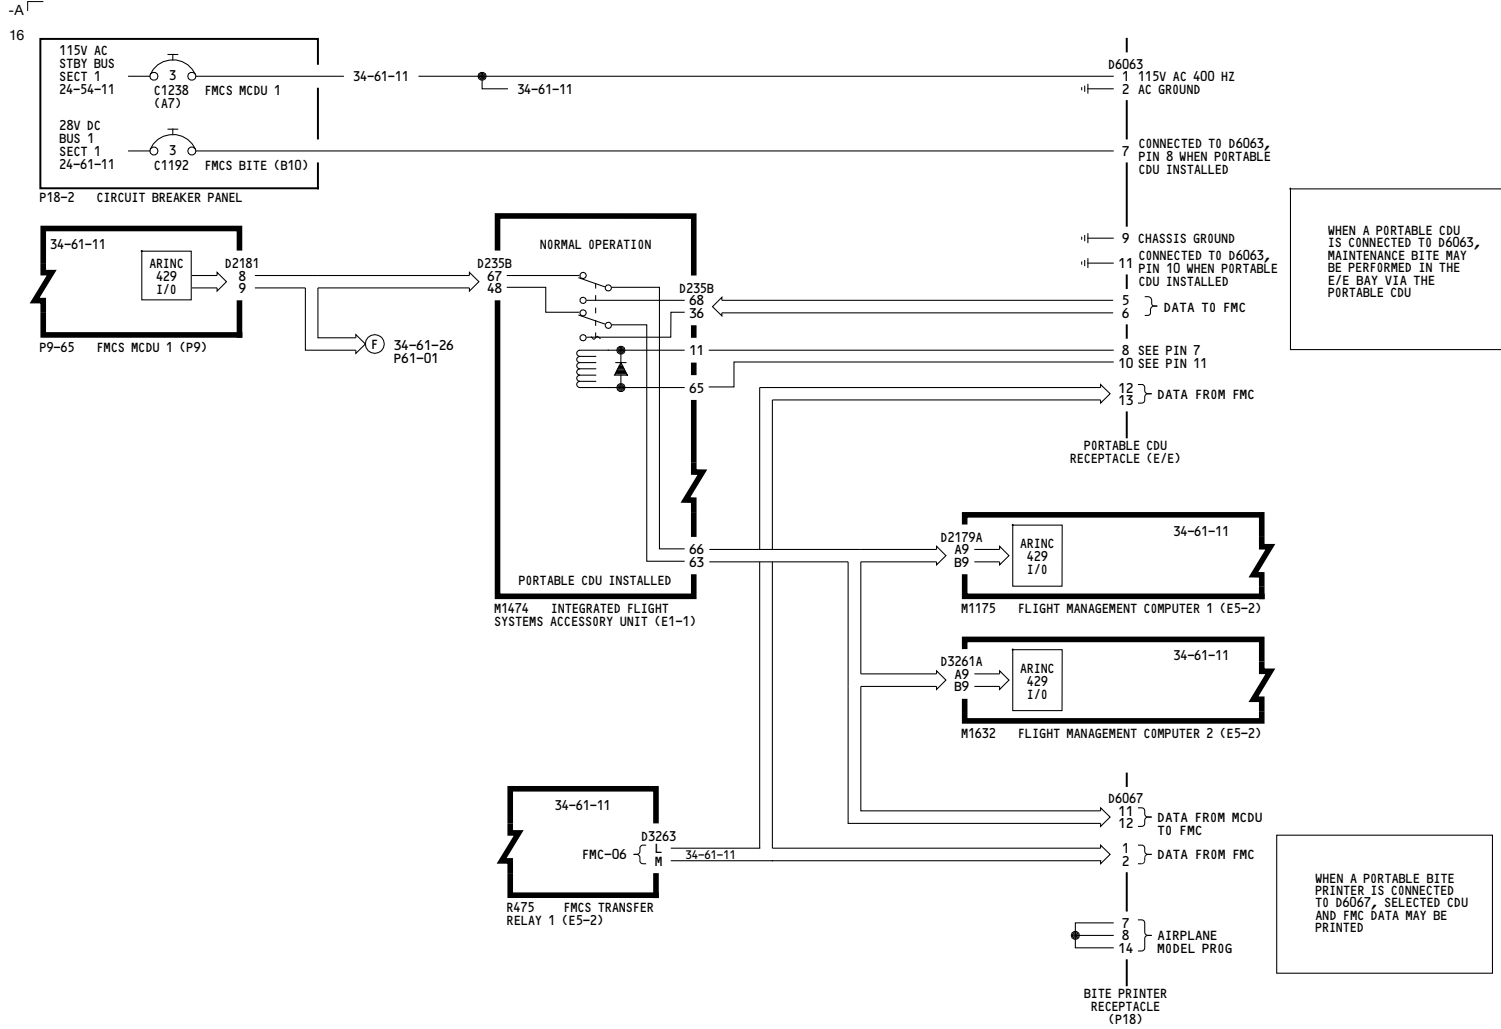 -A
16
115V AC
STBY BUS
SECT 1
24-54-11
3
C1238
(A7)
FMCS MCDU 1
34-61-11
34-61-11
28V DC
BUS 1
SECT 1
24-61-11
3
C1192
FMCS BITE (B10)
P18-2 CIRCUIT BREAKER PANEL
D6063
1 115V AC 400 HZ
2 AC GROUND
7 CONNECTED TO D6063,
PIN 8 WHEN PORTABLE
CDU INSTALLED
9 CHASSIS GROUND
11 CONNECTED TO D6063,
PIN 10 WHEN PORTABLE
CDU INSTALLED
5
6
DATA TO FMC
8 SEE PIN 7
10 SEE PIN 11
12
13
DATA FROM FMC
PORTABLE CDU
RECEPTACLE (E/E)
WHEN A PORTABLE CDU
IS CONNECTED TO D6063,
MAINTENANCE BITE MAY
BE PERFORMED IN THE
E/E BAY VIA THE
PORTABLE CDU
34-61-11
ARINC
429
I/O
D2181
8
9
P9-65 FMCS MCDU 1 (P9)
F
34-61-26
P61-01
NORMAL OPERATION
D235B
67
48
D235B
68
36
11
65
66
63
PORTABLE CDU INSTALLED
M1474 INTEGRATED FLIGHT
SYSTEMS ACCESSORY UNIT (E1-1)
34-61-11
D2179A
A9
B9
ARINC
429
I/O
M1175 FLIGHT MANAGEMENT COMPUTER 1 (E5-2)
34-61-11
D3261A
A9
B9
ARINC
429
I/O
M1632 FLIGHT MANAGEMENT COMPUTER 2 (E5-2)
34-61-11
FMC-06
D3263
L
M
34-61-11
R475 FMCS TRANSFER
RELAY 1 (E5-2)
D6067
11
12
DATA FROM MCDU
TO FMC
1
2
DATA FROM FMC
7
8
14
AIRPLANE
MODEL PROG
BITE PRINTER
RECEPTACLE
(P18)
WHEN A PORTABLE BITE
PRINTER IS CONNECTED
TO D6067, SELECTED CDU
AND FMC DATA MAY BE
PRINTED